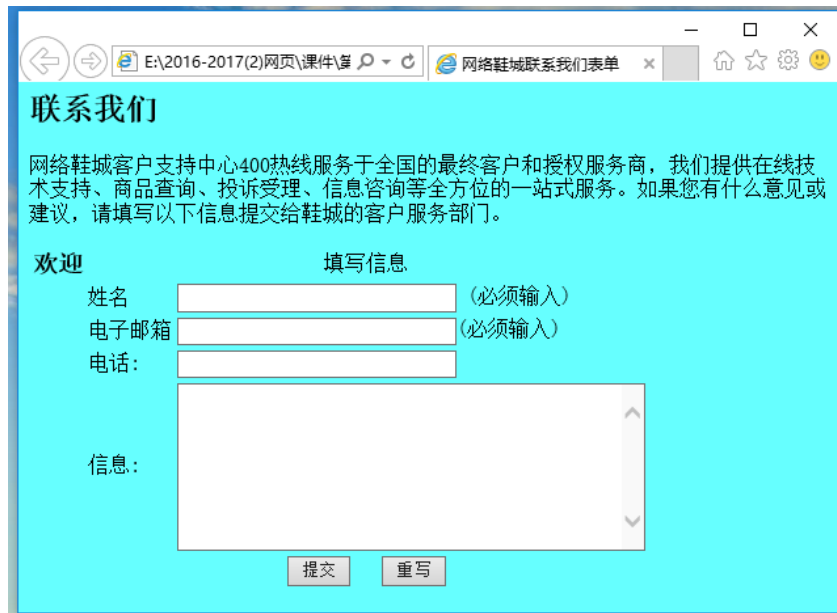 E:\2016-2017(2)网页\课件\第
网络鞋城联系我们表单
联系我们
网络鞋城客户支持中心400热线服务于全国的最终客户和授权服务商，我们提供在线技
术支持、商品查询、投诉受理、信息咨询等全方位的一站式服务。如果您有什么意见或
建议，请填写以下信息提交给鞋城的客户服务部门。
欢迎 填写信息
姓名 （必须输入）
电子邮箱 （必须输入）
电话：
信息：
提交 重写